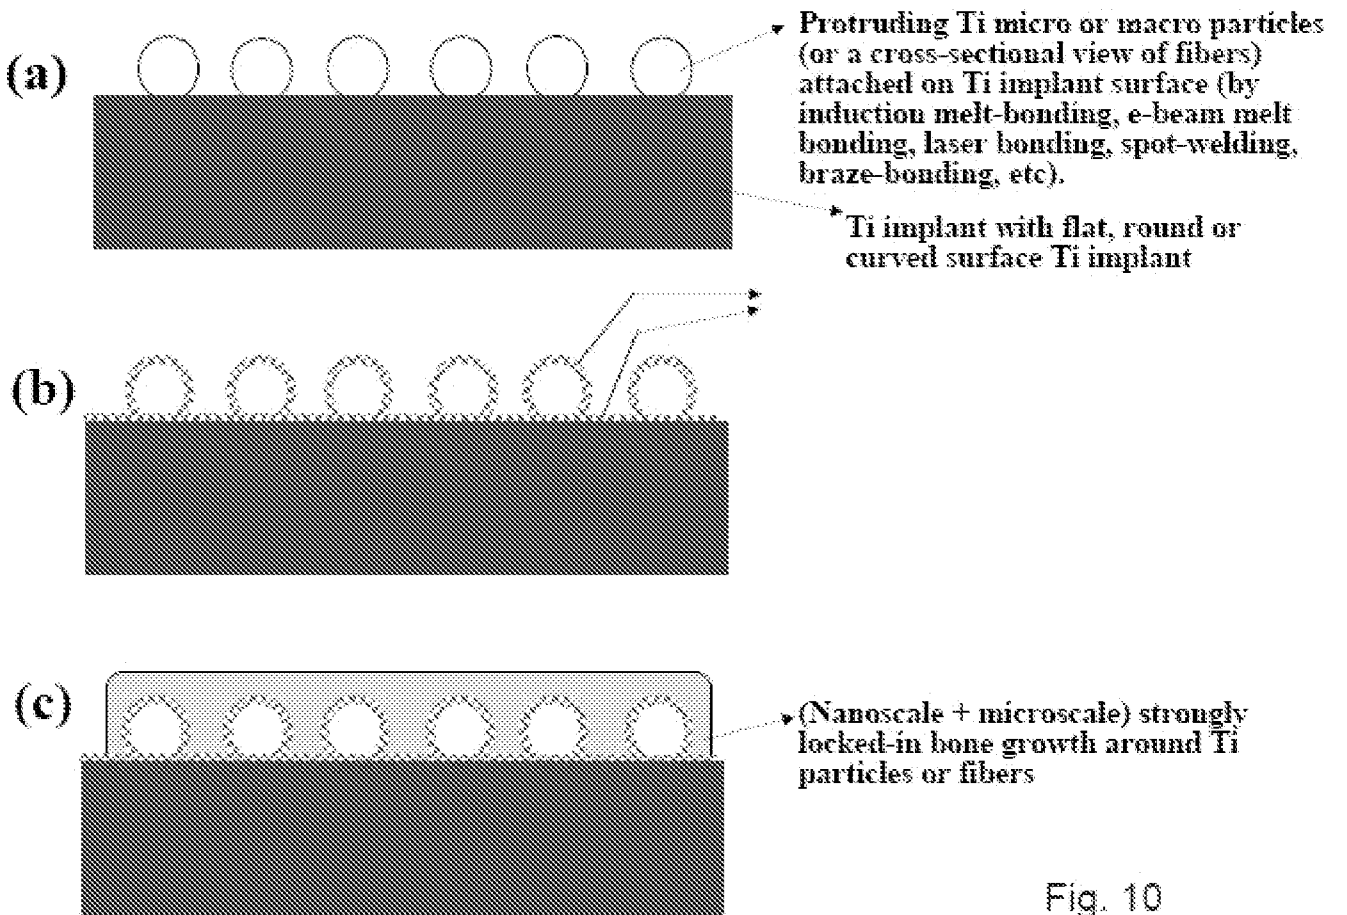 (a)
Protruding Ti micro or macro particles
(or a cross-sectional view of fibers)
attached on Ti implant surface (by
induction melt-bonding, e-beam melt
bonding, laser bonding, spot-welding,
braze-bonding, etc).
Ti implant with flat, round or
curved surface Ti implant
(b)
(c)
(Nanoscale + microscale) strongly
locked-in bone growth around Ti
particles or fibers
Fig. 10